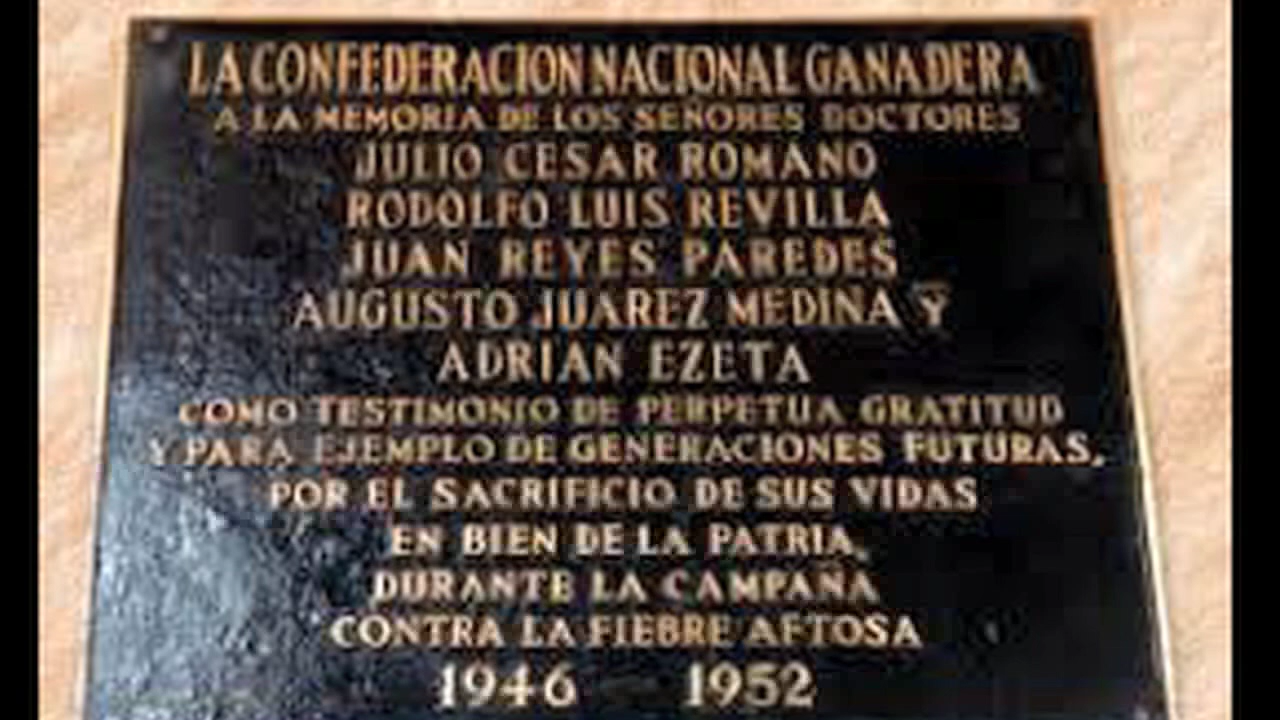 LA CONFEDERACION NACIONAL GANADERA
A LA MEMORIA DE LOS SEÑORES DOCTORES
JULIO CESAR ROMANO
RODOLFO LUIS REVILLA
JUAN REYES PAREDES
AUGUSTO JUAREZ MEDINA Y
ADRIAN EZETA
COMO TESTIMONIO DE PERPETUA GRATITUD
Y PARA EJEMPLO DE GENERACIONES FUTURAS,
POR EL SACRIFICIO DE SUS VIDAS
EN BIEN DE LA PATRIA,
DURANTE LA CAMPAÑA
CONTRA LA FIEBRE AFTOSA
1946 1952